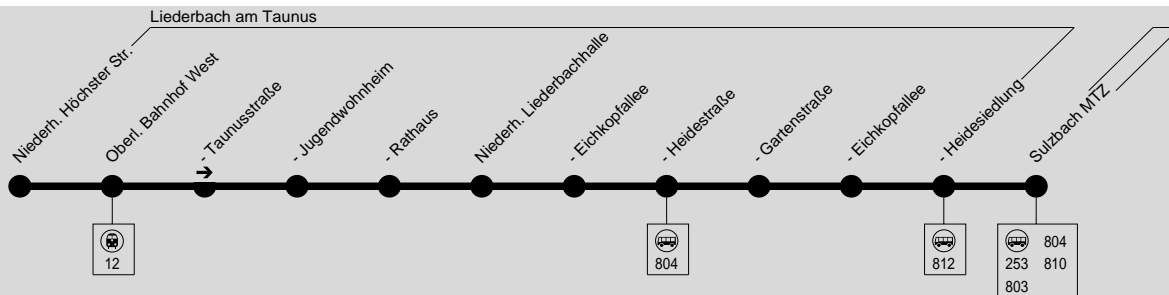 Liederbach am Taunus
Niederh. Höchster Str.
Oberl. Bahnhof West
- Taunusstraße
- Jugendwohnheim
- Rathaus
Niederh. Liederbachhalle
- Eichkopfallee
- Heidestraße
- Gartenstraße
- Eichkopfallee
- Heidesiedlung
Sulzbach MTZ
12
804
812
804
253 810
803